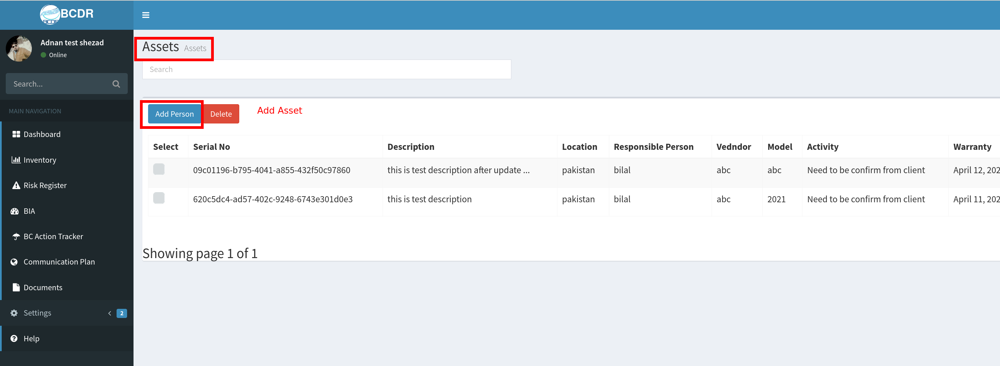 BCDR
BCDR
Adnan test shezad
Online
Search...
MAIN NAVIGATION
Dashboard
Inventory
Risk Register
BIA
BC Action Tracker
Communication Plan
Documents
Settings 2
Help
Assets Assets
Search
Add Person Delete Add Asset
Select Serial No Description Location Responsible Person Vedndor Model Activity Warranty
09c01196-b795-4041-a855-432f50c97860 this is test description after update ... pakistan bilal abc abc Need to be confirm from client April 12, 202
620c5dc4-ad57-402c-9248-6743e301d0e3 this is test description pakistan bilal abc 2021 Need to be confirm from client April 11, 202
Showing page 1 of 1